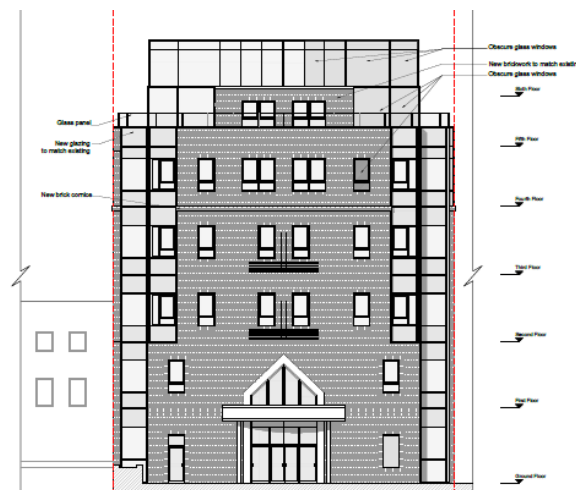 Obscure glass windows
New brickwork to match existing
Obscure glass windows
Sixth Floor
Glass panel
Fifth Floor
New glazing
to match existing
New brick cornice
Fourth Floor
Third Floor
Second Floor
First Floor
Ground Floor